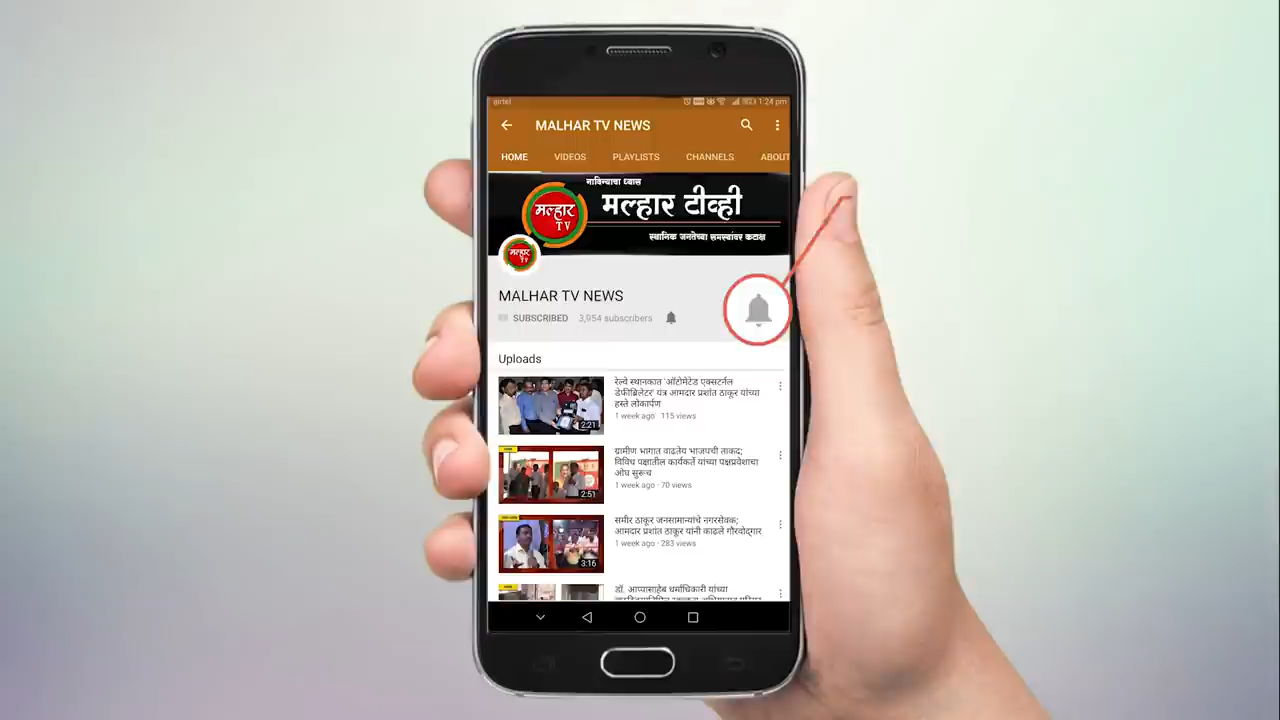 airtel
1:24 pm
MALHAR TV NEWS
HOME VIDEOS PLAYLISTS CHANNELS ABOUT
नाविन्याचा ध्यास
मल्हार टीव्ही
स्थानिक जनतेच्या समस्यांवर कटाक्ष
मल्हार
TV
मल्हार
TV
MALHAR TV NEWS
SUBSCRIBED 3,954 subscribers
Uploads
रेल्वे स्थानकात 'ऑटोमेटेड एक्सटर्नल
डेफीब्रिलेटर' यंत्र आमदार प्रशांत ठाकूर यांच्या
हस्ते लोकार्पण
1 week ago · 115 views
2:21
ग्रामीण भागात वाढतेय भाजपची ताकद;
विविध पक्षातील कार्यकर्ते यांच्या पक्षप्रवेशाचा
ओघ सुरूच
1 week ago · 70 views
2:51
समीर ठाकूर जनसामान्यांचे नगरसेवक;
आमदार प्रशांत ठाकूर यांनी काढले गौरवोद्गार
1 week ago · 283 views
3:16
डॉ. आप्पासाहेब धर्माधिकारी यांच्या